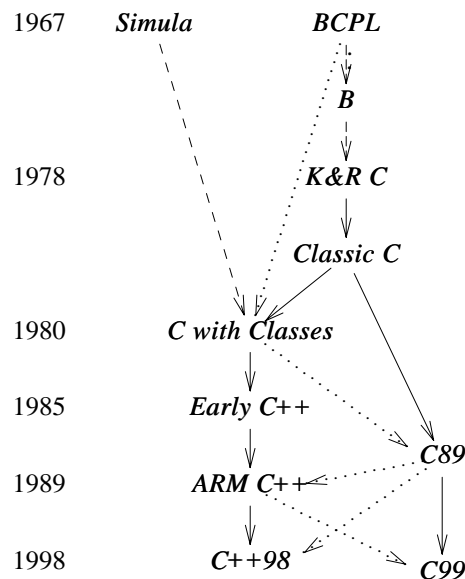 1967 Simula BCPL
B
1978 K&R C
Classic C
1980 C with Classes
1985 Early C++
C89
1989 ARM C++
1998 C++98 C99